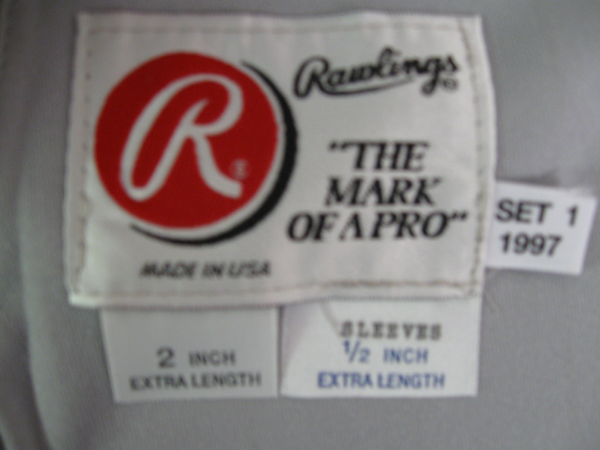 R®
Rawlings®
"THE
MARK
OF A PRO"
MADE IN USA
SET 1
1997
2 INCH
EXTRA LENGTH
SLEEVES
1/2 INCH
EXTRA LENGTH